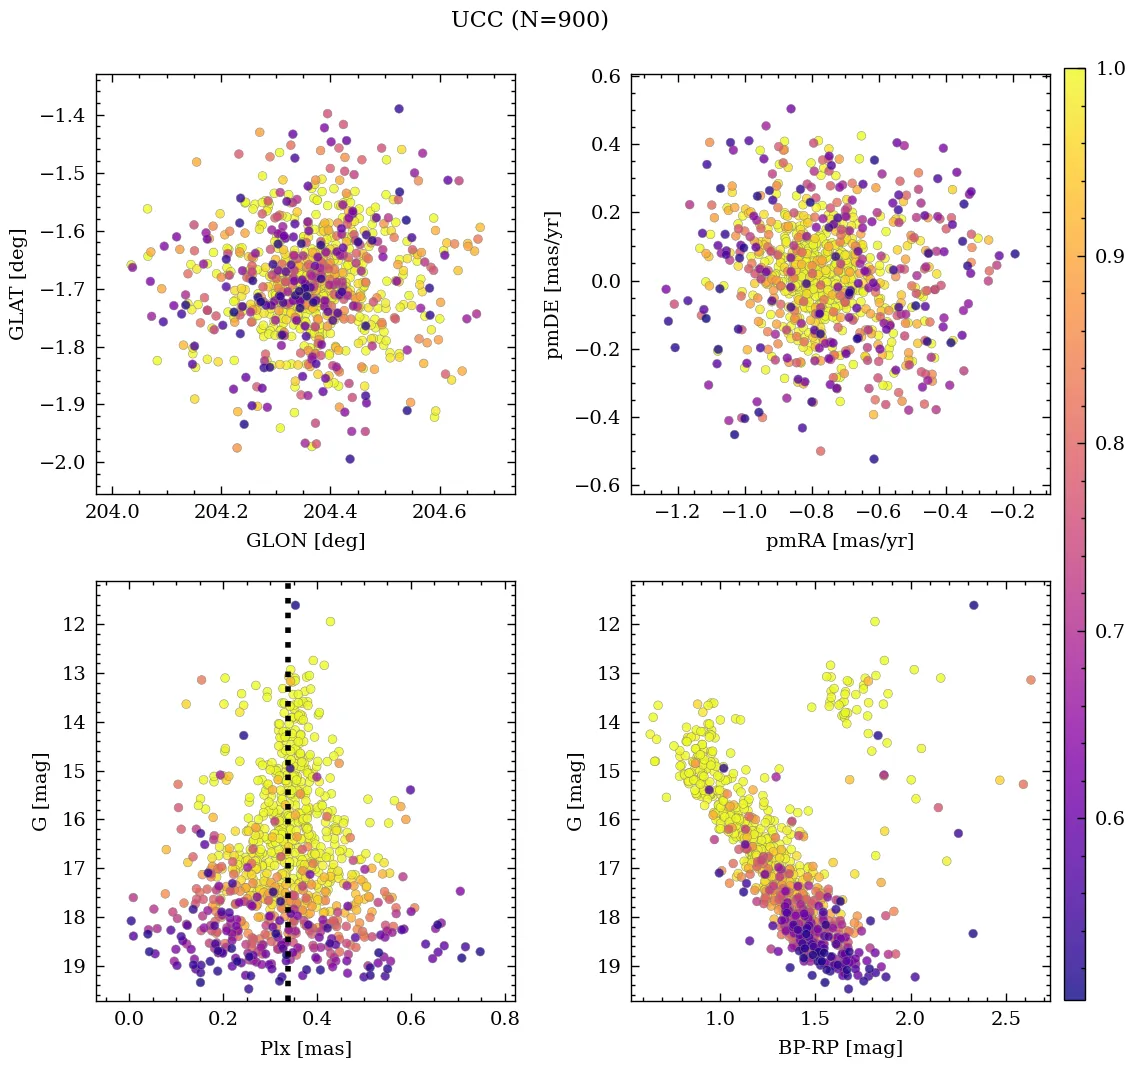 UCC (N=900)
−1.4
−1.5
−1.6
−1.7
−1.8
−1.9
−2.0
GLAT [deg]
204.0 204.2 204.4 204.6
GLON [deg]
0.6
0.4
0.2
0.0
−0.2
−0.4
−0.6
pmDE [mas/yr]
−1.2 −1.0 −0.8 −0.6 −0.4 −0.2
pmRA [mas/yr]
1.0
0.9
0.8
0.7
0.6
12
13
14
15
16
17
18
19
G [mag]
0.0 0.2 0.4 0.6 0.8
Plx [mas]
12
13
14
15
16
17
18
19
G [mag]
1.0 1.5 2.0 2.5
BP-RP [mag]